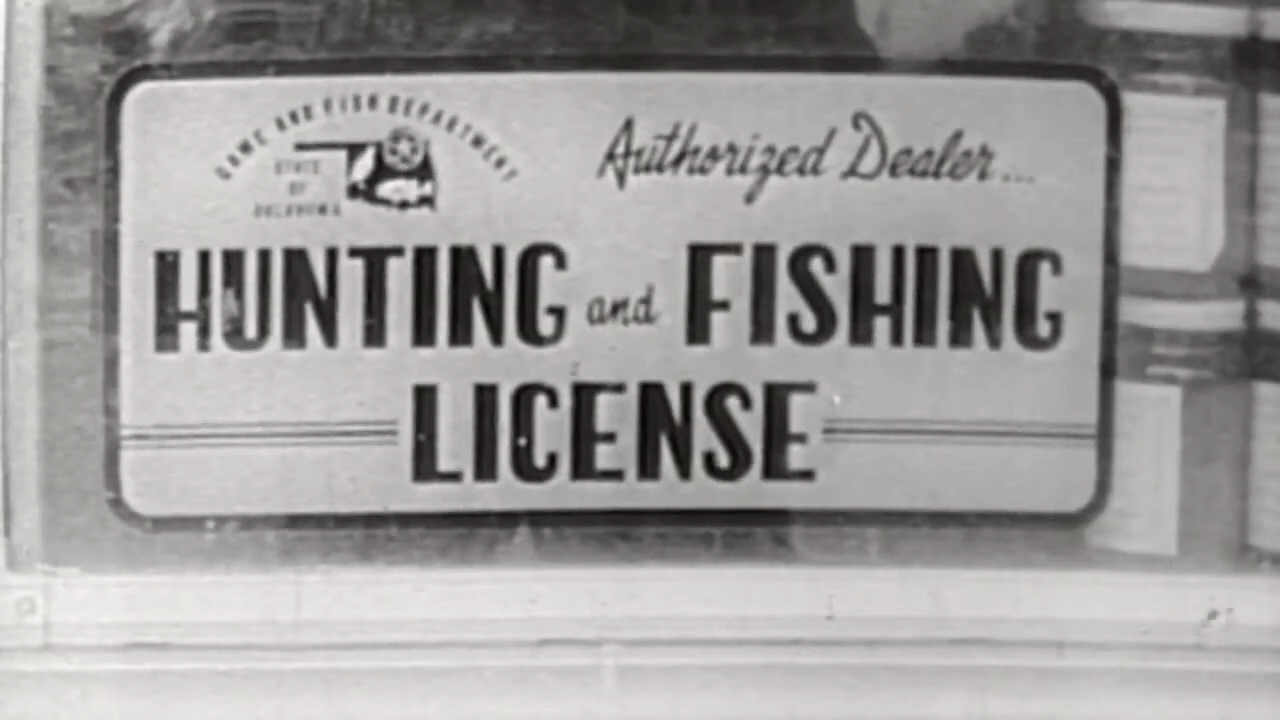 GAME AND FISH DEPARTMENT
STATE
OF
OKLAHOMA
Authorized Dealer...
HUNTING and FISHING
LICENSE